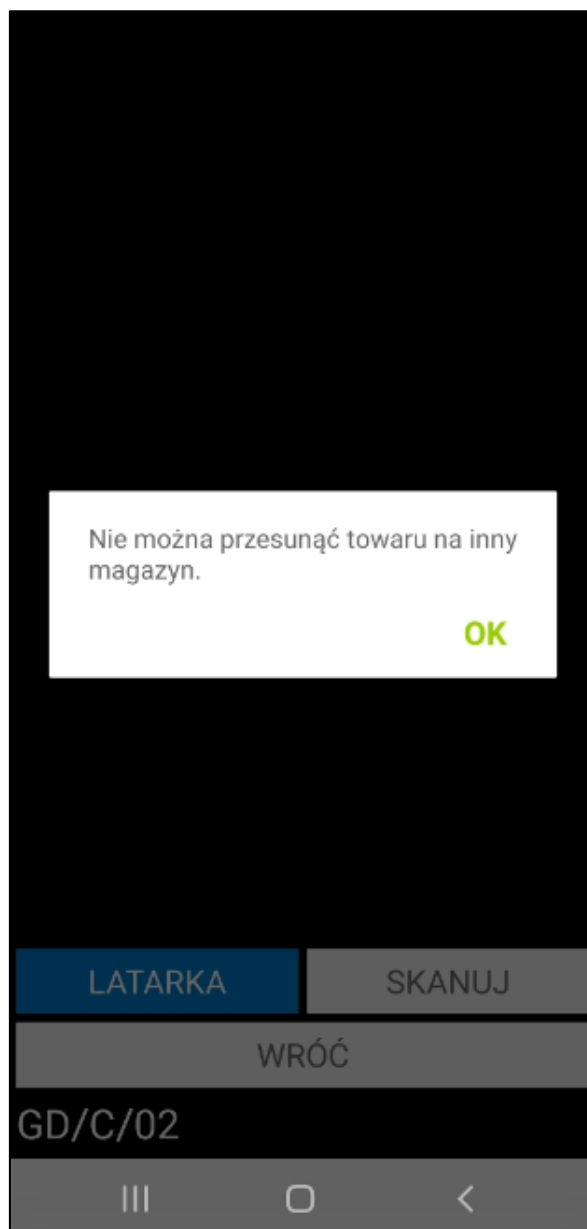 Nie można przesunąć towaru na inny
magazyn.
OK
LATARKA
SKANUJ
WRÓĆ
GD/C/02